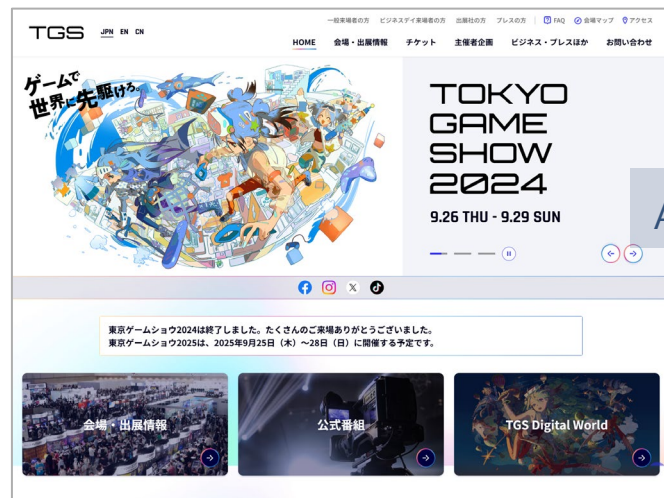 TGS
JPN EN CN
一般来場者の方 ビジネスデイ来場者の方 出展社の方 プレスの方 FAQ 会場マップ アクセス
HOME 会場・出展情報 チケット 主催者企画 ビジネス・プレスほか お問い合わせ
ゲームで
世界に先駆けろ。
TOKYO
GAME
SHOW
2024
9.26 THU - 9.29 SUN
A
東京ゲームショウ2024は終了しました。たくさんのご来場ありがとうございました。
東京ゲームショウ2025は、2025年9月25日（木）～28日（日）に開催する予定です。
会場・出展情報
公式番組
TGS Digital World